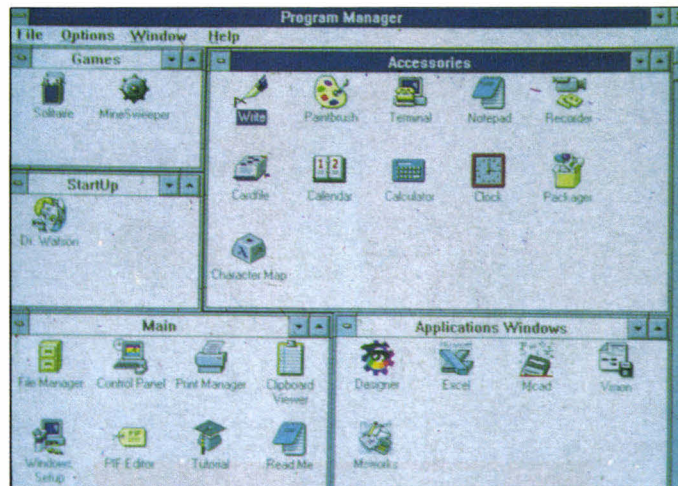 Program Manager
File Options Window Help
Games
Solitaire MineSweeper
Accessories
Write Paintbrush Terminal Notepad Recorder
Cardfile Calendar Calculator Clock Packager
Character Map
StartUp
Dr. Watson
Main
File Manager Control Panel Print Manager Clipboard
Viewer
Windows
Setup PIF Editor Tutorial Read Me
Applications Windows
Designer Excel Mcad Vision
Msworks